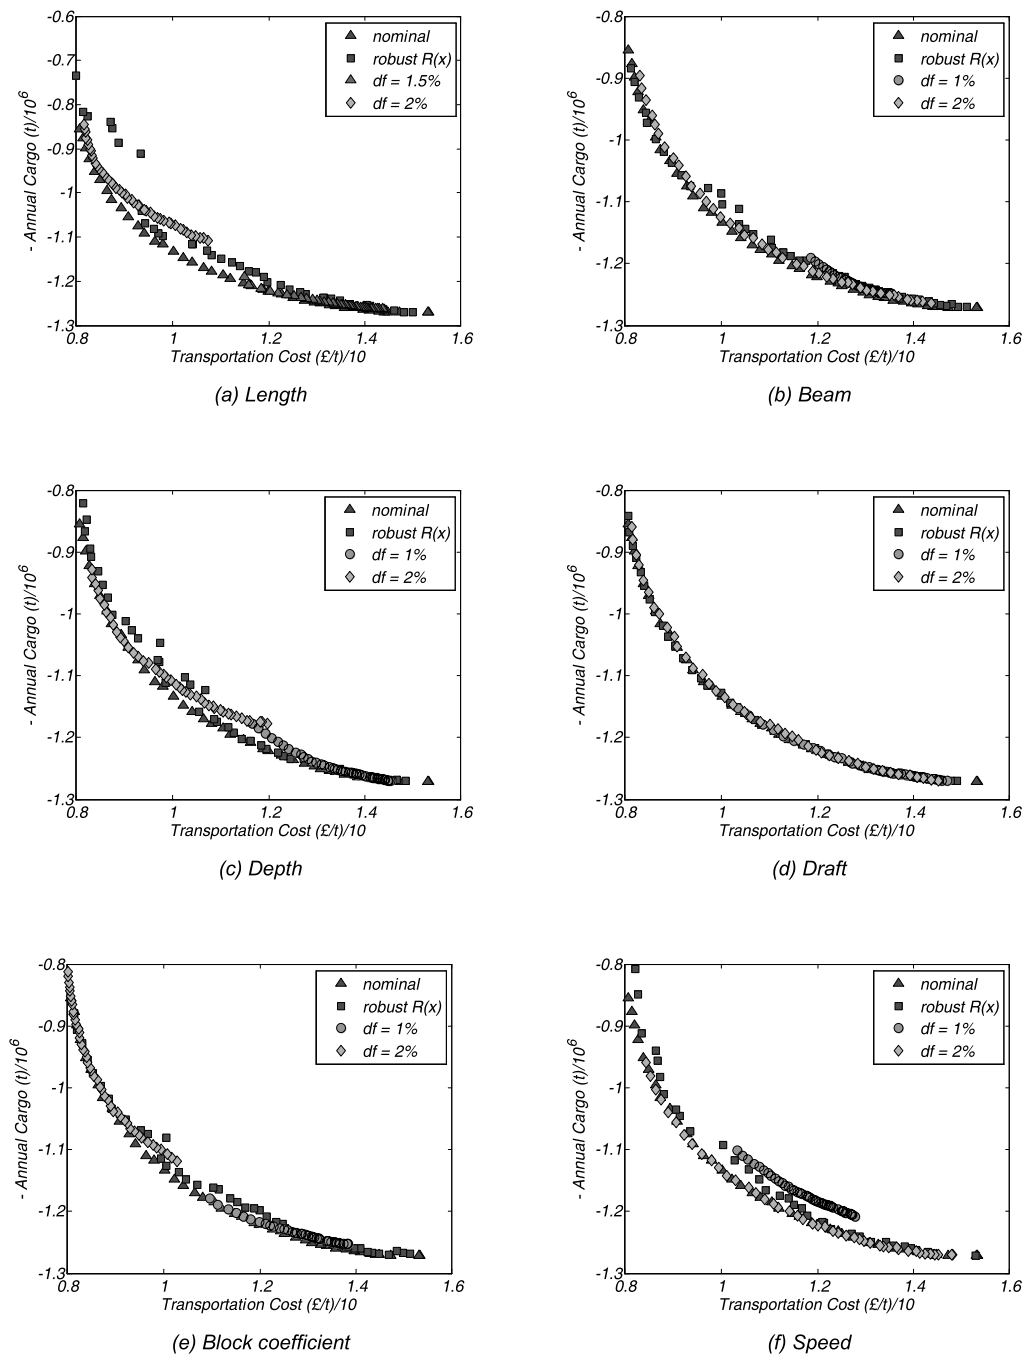 -0.6
-0.7
-0.8
-0.9
-1
-1.1
-1.2
-1.3
- Annual Cargo (t)/10^6
nominal
robust R(x)
df = 1.5%
df = 2%
0.8 1 1.2 1.4 1.6
Transportation Cost (£/t)/10
(a) Length
-0.8
-0.9
-1
-1.1
-1.2
-1.3
- Annual Cargo (t)/10^6
nominal
robust R(x)
df = 1%
df = 2%
0.8 1 1.2 1.4 1.6
Transportation Cost (£/t)/10
(b) Beam
-0.8
-0.9
-1
-1.1
-1.2
-1.3
- Annual Cargo (t)/10^6
nominal
robust R(x)
df = 1%
df = 2%
0.8 1 1.2 1.4 1.6
Transportation Cost (£/t)/10
(c) Depth
-0.8
-0.9
-1
-1.1
-1.2
-1.3
- Annual Cargo (t)/10^6
nominal
robust R(x)
df = 1%
df = 2%
0.8 1 1.2 1.4 1.6
Transportation Cost (£/t)/10
(d) Draft
-0.8
-0.9
-1
-1.1
-1.2
-1.3
- Annual Cargo (t)/10^6
nominal
robust R(x)
df = 1%
df = 2%
0.8 1 1.2 1.4 1.6
Transportation Cost (£/t)/10
(e) Block coefficient
-0.8
-0.9
-1
-1.1
-1.2
-1.3
- Annual Cargo (t)/10^6
nominal
robust R(x)
df = 1%
df = 2%
0.8 1 1.2 1.4 1.6
Transportation Cost (£/t)/10
(f) Speed